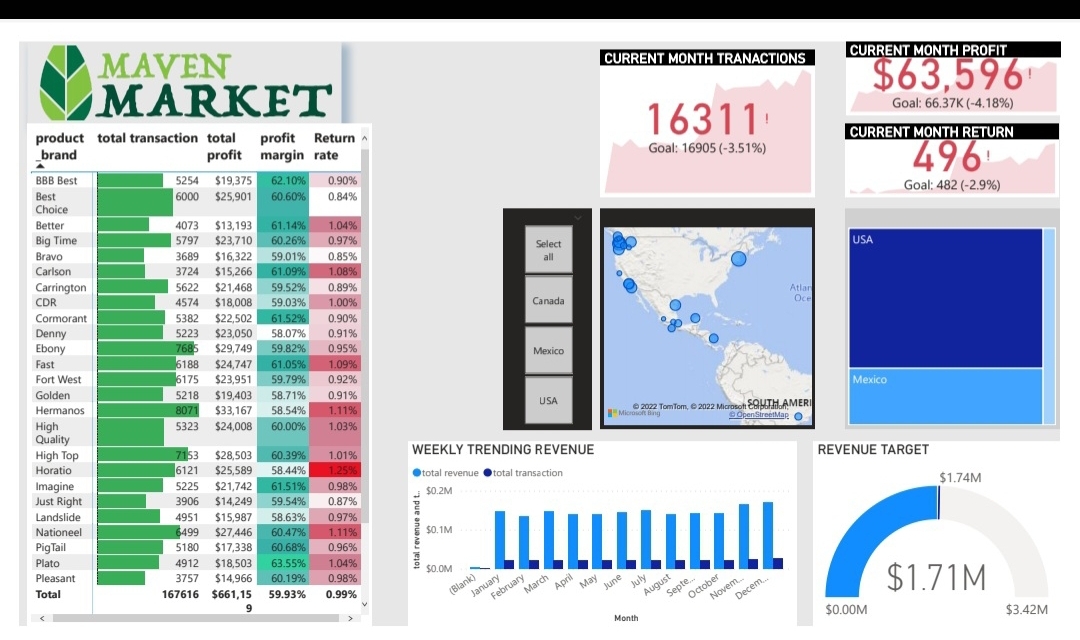 MAVEN
MARKET
product _brand total transaction total profit profit margin Return rate
BBB Best 5254 $19,375 62.10% 0.90%
Best Choice 6000 $25,901 60.60% 0.84%
Better 4073 $13,193 61.14% 1.04%
Big Time 5797 $23,710 60.26% 0.97%
Bravo 3689 $16,322 59.01% 0.85%
Carlson 3724 $15,266 61.09% 1.08%
Carrington 5622 $21,468 59.52% 0.89%
CDR 4574 $18,008 59.03% 1.00%
Cormorant 5382 $22,502 61.52% 0.90%
Denny 5223 $23,050 58.07% 0.91%
Ebony 7685 $29,749 59.82% 0.95%
Fast 6188 $24,747 61.05% 1.09%
Fort West 6175 $23,951 59.79% 0.92%
Golden 5218 $19,403 58.71% 0.91%
Hermanos 8071 $33,167 58.54% 1.11%
High Quality 5323 $24,008 60.00% 1.03%
High Top 7153 $28,503 60.39% 1.01%
Horatio 6121 $25,589 58.44% 1.25%
Imagine 5225 $21,742 61.51% 0.98%
Just Right 3906 $14,249 59.54% 0.87%
Landslide 4951 $15,987 58.63% 0.97%
Nationeel 6499 $27,446 60.47% 1.11%
PigTail 5180 $17,338 60.68% 0.96%
Plato 4912 $18,503 63.55% 1.04%
Pleasant 3757 $14,966 60.19% 0.98%
Total 167616 $661,159 59.93% 0.99%
CURRENT MONTH TRANACTIONS
16311!
Goal: 16905 (-3.51%)
CURRENT MONTH PROFIT
$63,596!
Goal: 66.37K (-4.18%)
CURRENT MONTH RETURN
496!
Goal: 482 (-2.9%)
Select
all
Canada
Mexico
USA
Atlan
Oce
SOUTH AMERI
© 2022 TomTom, © 2022 Microsoft Corporation,
Microsoft Bing
© OpenStreetMap
USA
Mexico
WEEKLY TRENDING REVENUE
total revenue total transaction
total revenue and t...
$0.2M
$0.1M
$0.0M
(Blank) January February March April May June July August Septe... October Novem... Decem...
Month
REVENUE TARGET
$1.74M
$1.71M
$0.00M
$3.42M